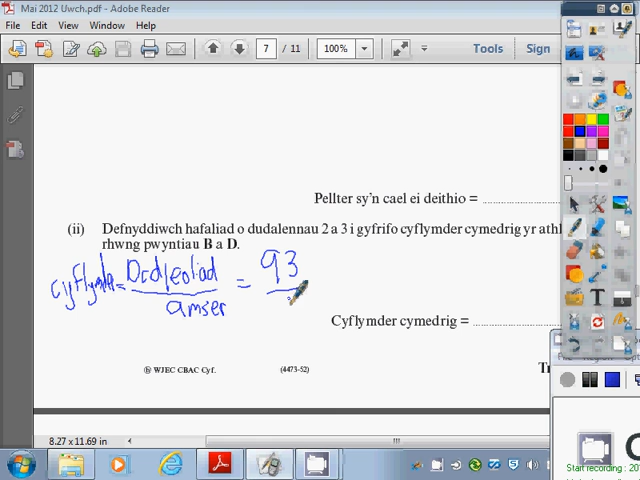 Mai 2012 Uwch.pdf - Adobe Reader
File Edit View Window Help
7 / 11 100% Tools Sign
Pellter sy'n cael ei deithio =
(ii) Defnyddiwch hafaliad o dudalennau 2 a 3 i gyfrifo cyflymder cymedrig yr athl
rhwng pwyntiau B a D.
= 93
amser
Cyflymder cymedrig =
© WJEC CBAC Cyf. (4473-52)
8.27 x 11.69 in
Start recording : 20